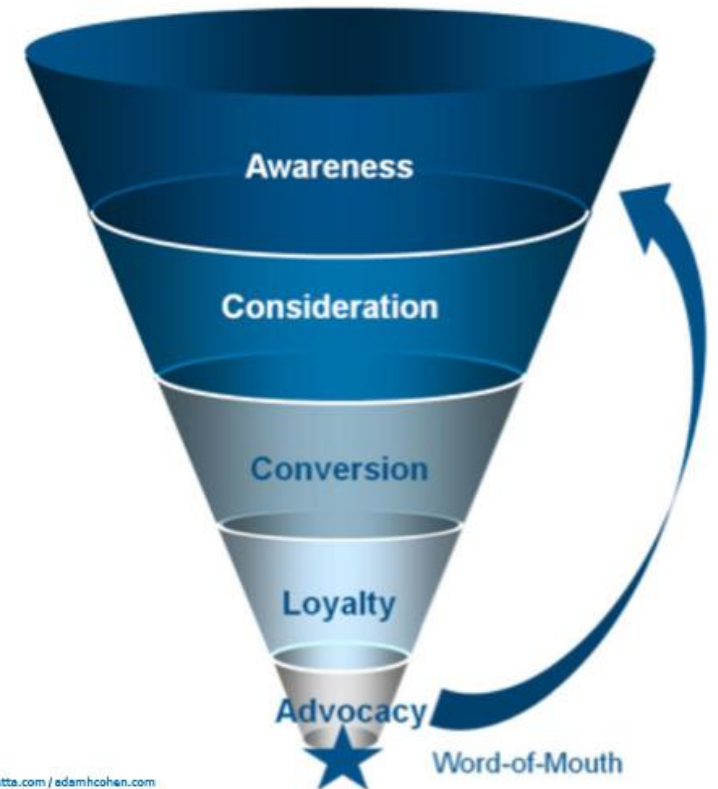 Awareness
Consideration
Conversion
Loyalty
Advocacy
Word-of-Mouth
tta.com / adamhcohen.com